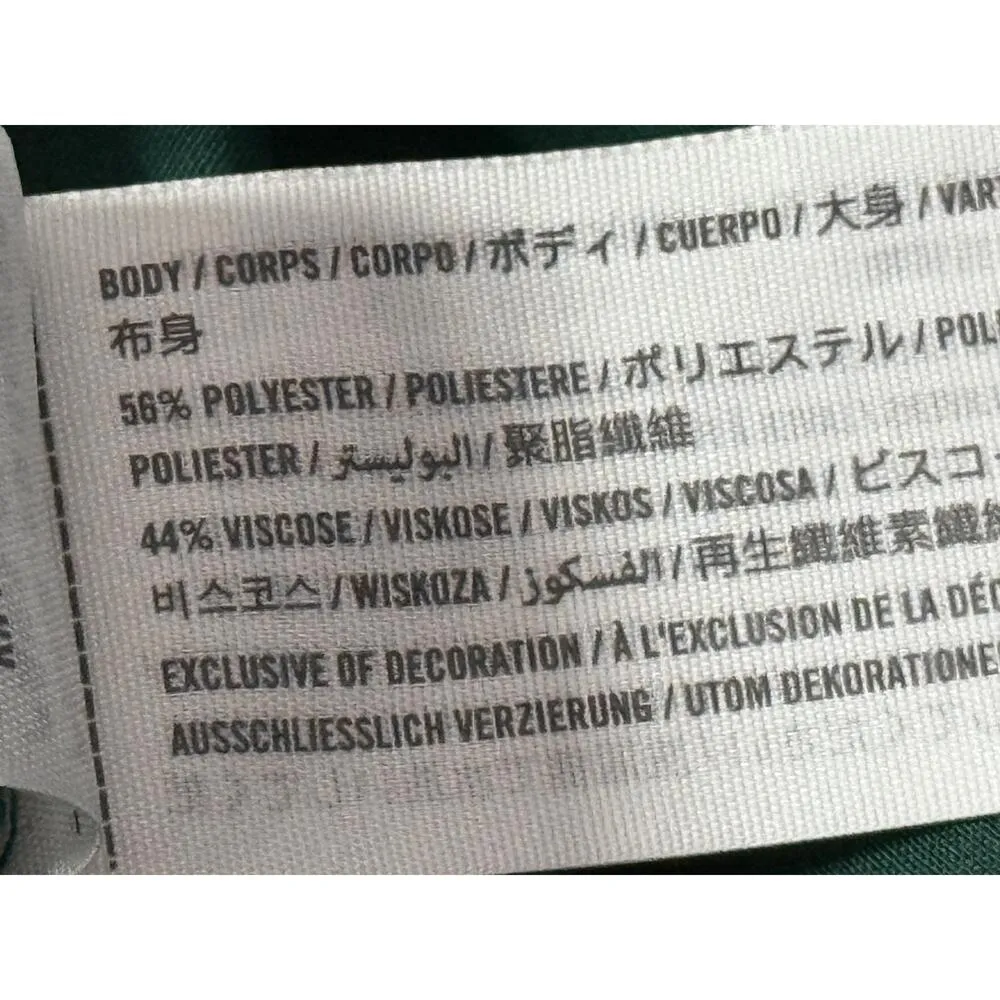 BODY / CORPS / CORPO / ボディ / CUERPO / 大身 / VAR
布身
56% POLYESTER / POLIESTERE / ポリエステル / POL
POLIESTER / البوليستر / 聚脂纖維
44% VISCOSE / VISKOSE / VISKOS / VISCOSA / ビスコ
비스코스 / WISKOZA / الفسكوز / 再生纖維素纖維
EXCLUSIVE OF DECORATION / À L'EXCLUSION DE LA DÉC
AUSSCHLIESSLICH VERZIERUNG / UTOM DEKORATIONE